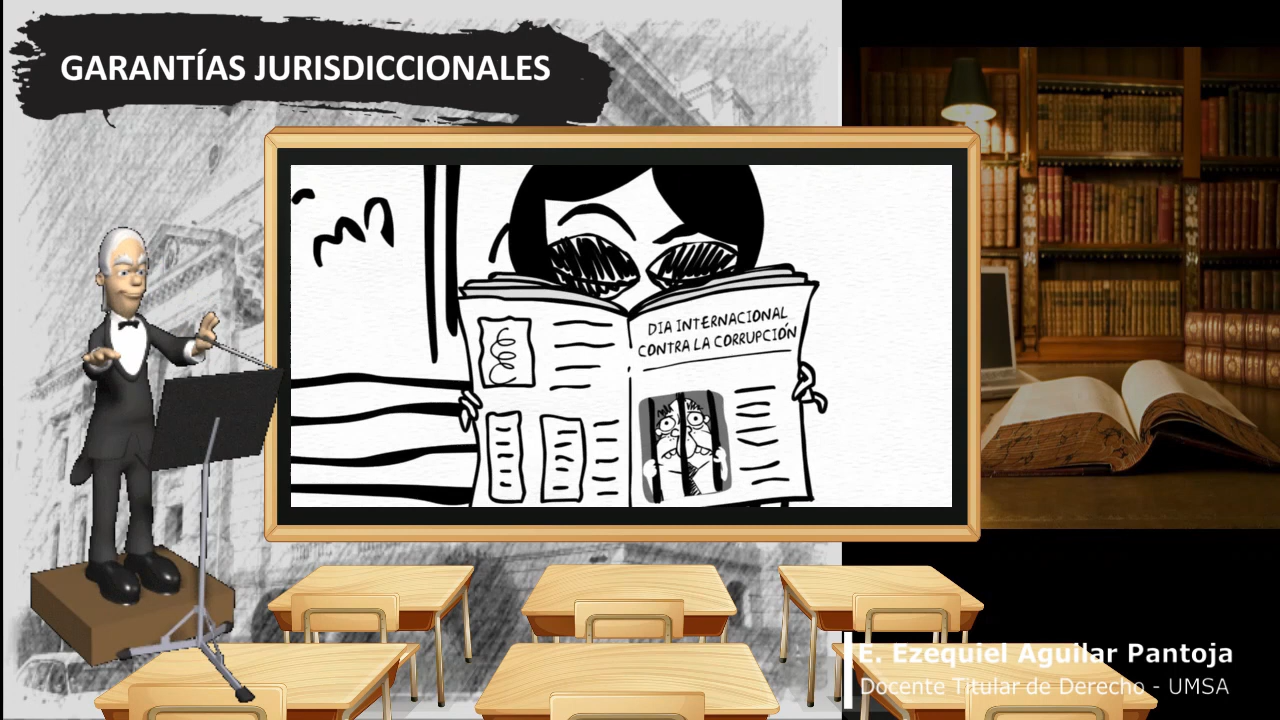 GARANTÍAS JURISDICCIONALES
DIA INTERNACIONAL
CONTRA LA CORRUPCIÓN
E. Ezequiel Aguilar Pantoja
Docente Titular de Derecho - UMSA